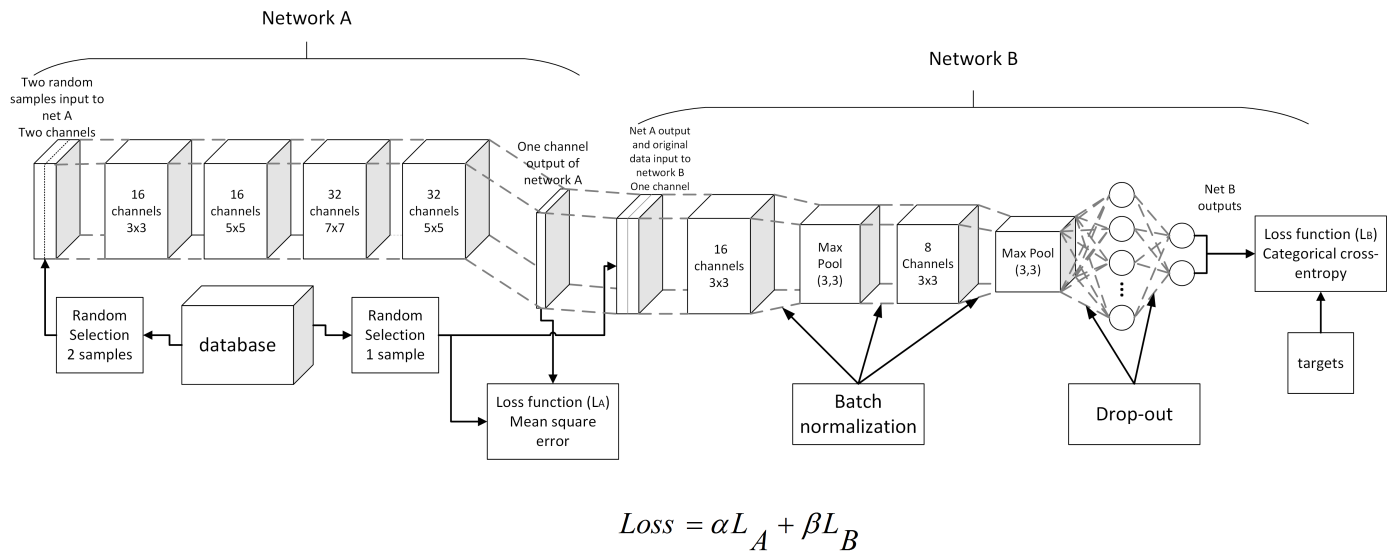 Network A
Network B
Two random
samples input to
net A
Two channels
16
channels
3x3
16
channels
5x5
32
channels
7x7
32
channels
5x5
One channel
output of
network A
Net A output
and original
data input to
network B
One channel
16
channels
3x3
Max
Pool
(3,3)
8
Channels
3x3
Max Pool
(3,3)
Net B
outputs
Loss function (LB)
Categorical cross-
entropy
targets
Random
Selection
2 samples
database
Random
Selection
1 sample
Loss function (LA)
Mean square
error
Batch
normalization
Drop-out
Loss = αL_A + βL_B